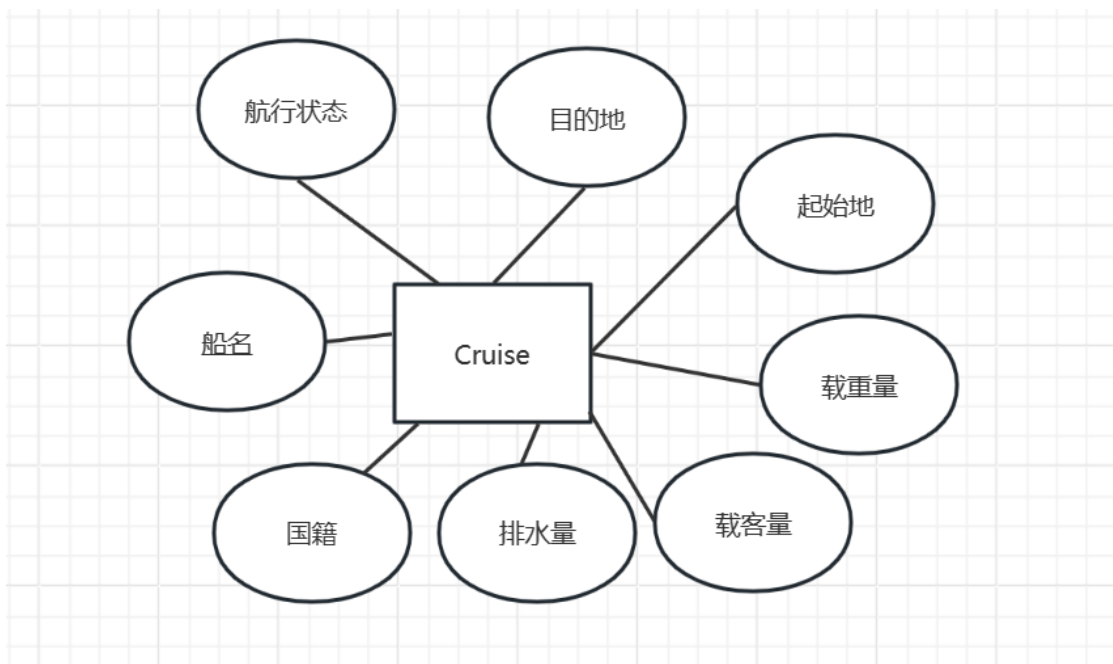 航行状态
目的地
起始地
船名
Cruise
载重量
国籍
排水量
载客量